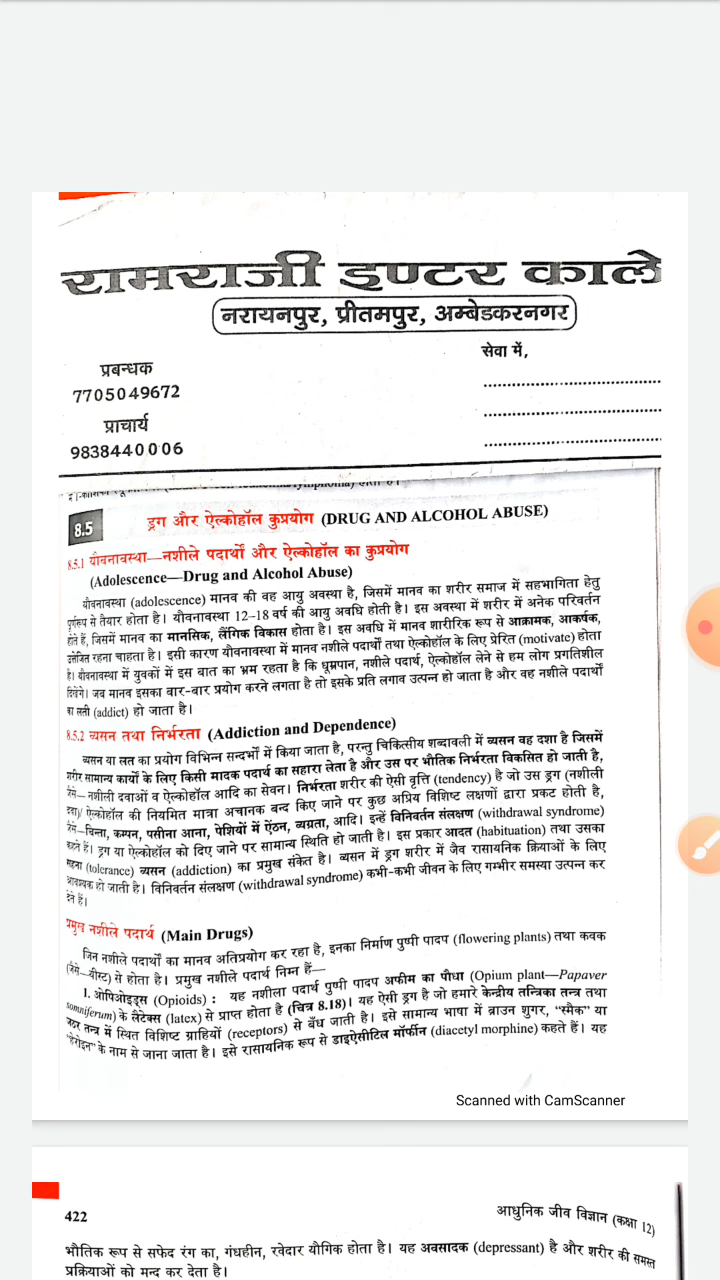 रामराजी इण्टर काले
नरायनपुर, प्रीतमपुर, अम्बेडकरनगर
सेवा में,
प्रबन्धक
7705049672
प्राचार्य
9838440006
8.5 ड्रग और ऐल्कोहॉल कुप्रयोग (DRUG AND ALCOHOL ABUSE)
8.5.1 यौवनावस्था—नशीले पदार्थों और ऐल्कोहॉल का कुप्रयोग
(Adolescence—Drug and Alcohol Abuse)
यौवनावस्था (adolescence) मानव की वह आयु अवस्था है, जिसमें मानव का शरीर समाज में सहभागिता हेतु
पूर्णरूप से तैयार होता है। यौवनावस्था 12–18 वर्ष की आयु अवधि होती है। इस अवस्था में शरीर में अनेक परिवर्तन
होते हैं, जिसमें मानव का मानसिक, लैंगिक विकास होता है। इस अवधि में मानव शारीरिक रूप से आक्रामक, आकर्षक,
उत्तेजित रहना चाहता है। इसी कारण यौवनावस्था में मानव नशीले पदार्थों तथा ऐल्कोहॉल के लिए प्रेरित (motivate) होता
है। यौवनावस्था में युवकों में इस बात का भ्रम रहता है कि धूम्रपान, नशीले पदार्थ, ऐल्कोहॉल लेने से हम लोग प्रगतिशील
दिखेंगे। जब मानव इसका बार-बार प्रयोग करने लगता है तो इसके प्रति लगाव उत्पन्न हो जाता है और वह नशीले पदार्थों
का लती (addict) हो जाता है।
8.5.2 व्यसन तथा निर्भरता (Addiction and Dependence)
व्यसन या लत का प्रयोग विभिन्न सन्दर्भों में किया जाता है, परन्तु चिकित्सीय शब्दावली में व्यसन वह दशा है जिसमें
शरीर सामान्य कार्यों के लिए किसी मादक पदार्थ का सहारा लेता है और उस पर भौतिक निर्भरता विकसित हो जाती है,
जैसे—नशीली दवाओं व ऐल्कोहॉल आदि का सेवन। निर्भरता शरीर की ऐसी वृत्ति (tendency) है जो उस ड्रग (नशीली
दवा)/ ऐल्कोहॉल की नियमित मात्रा अचानक बन्द किए जाने पर कुछ अप्रिय विशिष्ट लक्षणों द्वारा प्रकट होती है,
जैसे—चिन्ता, कम्पन, पसीना आना, पेशियों में ऐंठन, व्यग्रता, आदि। इन्हें विनिवर्तन संलक्षण (withdrawal syndrome)
कहते हैं। ड्रग या ऐल्कोहॉल को दिए जाने पर सामान्य स्थिति हो जाती है। इस प्रकार आदत (habituation) तथा उसका
सहना (tolerance) व्यसन (addiction) का प्रमुख संकेत है। व्यसन में ड्रग शरीर में जैव रासायनिक क्रियाओं के लिए
आवश्यक हो जाती है। विनिवर्तन संलक्षण (withdrawal syndrome) कभी-कभी जीवन के लिए गम्भीर समस्या उत्पन्न कर
देते हैं।
प्रमुख नशीले पदार्थ (Main Drugs)
जिन नशीले पदार्थों का मानव अतिप्रयोग कर रहा है, इनका निर्माण पुष्पी पादप (flowering plants) तथा कवक
(जैसे—यीस्ट) से होता है। प्रमुख नशीले पदार्थ निम्न हैं—
1. ओपिओइड्स (Opioids) : यह नशीला पदार्थ पुष्पी पादप अफीम का पौधा (Opium plant—Papaver
somniferum) के लैटेक्स (latex) से प्राप्त होता है (चित्र 8.18)। यह ऐसी ड्रग है जो हमारे केन्द्रीय तन्त्रिका तन्त्र तथा
जठर तन्त्र में स्थित विशिष्ट ग्राहियों (receptors) से बँध जाती है। इसे सामान्य भाषा में ब्राउन शुगर, “स्मैक” या
“हेरोइन” के नाम से जाना जाता है। इसे रासायनिक रूप से डाइऐसीटिल मॉर्फीन (diacetyl morphine) कहते हैं। यह
Scanned with CamScanner
422 आधुनिक जीव विज्ञान (कक्षा 12)
भौतिक रूप से सफेद रंग का, गंधहीन, रवेदार यौगिक होता है। यह अवसादक (depressant) है और शरीर की समस्त
प्रक्रियाओं को मन्द कर देता है।